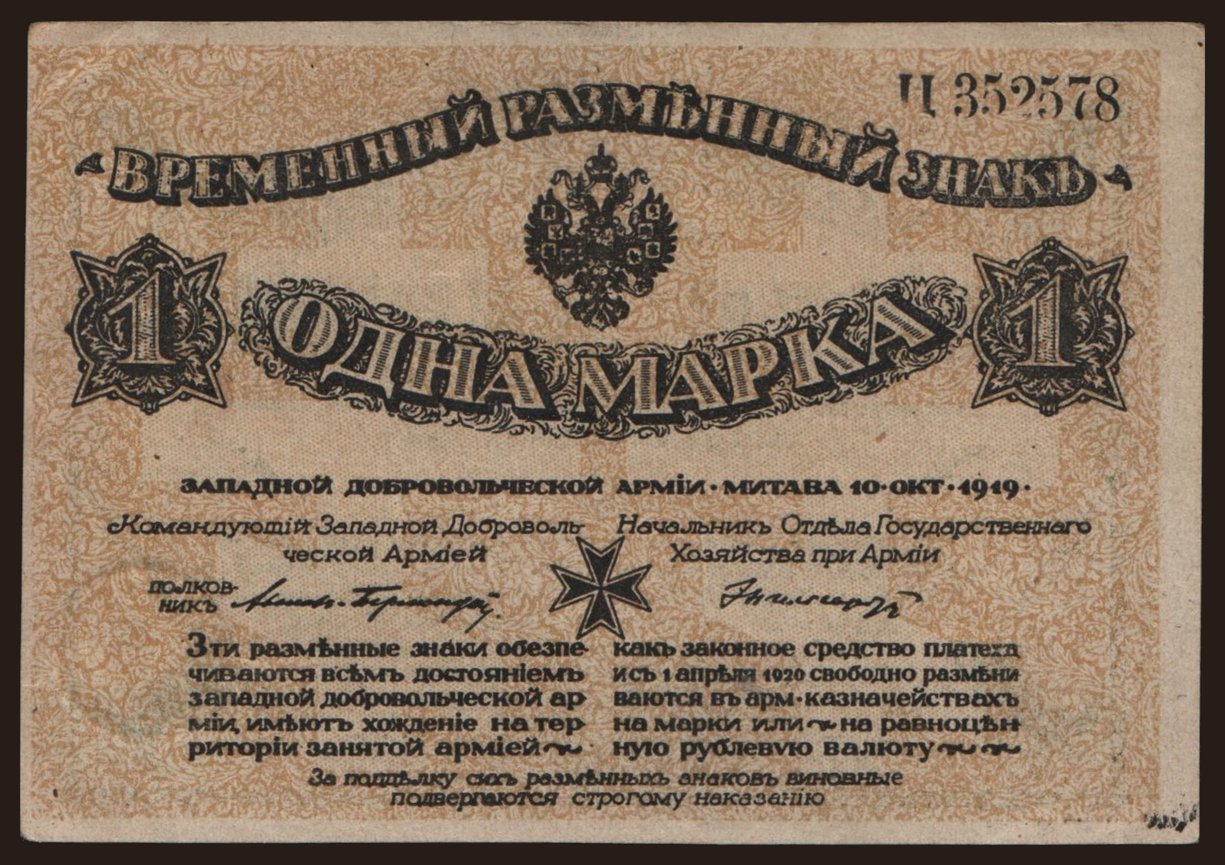 Ц 352578
ВРЕМЕННЫЙ РАЗМѢННЫЙ ЗНАКЪ
1 ОДНА МАРКА 1
ЗАПАДНОЙ ДОБРОВОЛЬЧЕСКОЙ АРМІИ · МИТАВА 10 · ОКТ · 1919 ·
Командующій Западной Доброволь-
ческой Арміей
Начальникъ Отдѣла Государственнаго
Хозяйства при Арміи
полков-
никъ
Эти размѣнные знаки обезпе-
чиваются всѣмъ достояніемъ
западной добровольческой ар-
міи, имѣютъ хожденіе на тер-
риторіи занятой арміей
какъ законное средство платежа
и съ 1 апрѣля 1920 свободно размѣни
ваются въ арм · казначействахъ
на марки или на равноцѣн-
ную рублевую валюту
За поддѣлку сихъ размѣнныхъ знаковъ виновные
подвергаются строгому наказанію